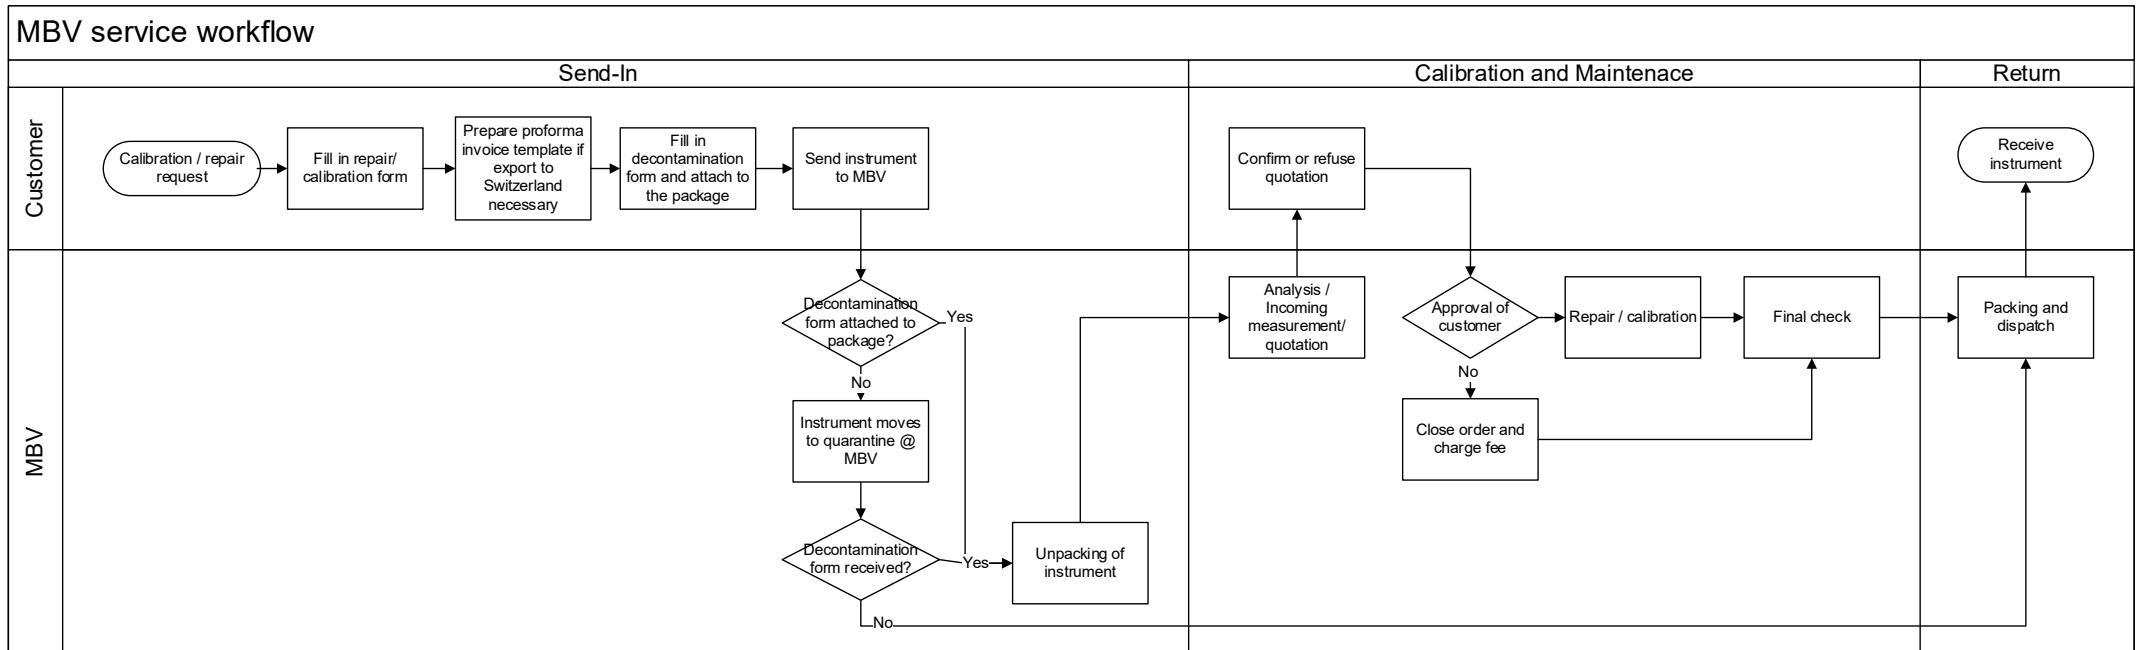 MBV service workflow
Send-In
Calibration and Maintenace
Return
Customer
Calibration / repair
request
Fill in repair/
calibration form
Prepare proforma
invoice template if
export to
Switzerland
necessary
Fill in
decontamination
form and attach to
the package
Send instrument
to MBV
Confirm or refuse
quotation
Receive
instrument
MBV
Decontamination
form attached to
package?
Yes
No
Instrument moves
to quarantine @
MBV
Decontamination
form received?
Yes
No
Unpacking of
instrument
Analysis /
Incoming
measurement/
quotation
Approval of
customer
No
Repair / calibration
Close order and
charge fee
Final check
Packing and
dispatch